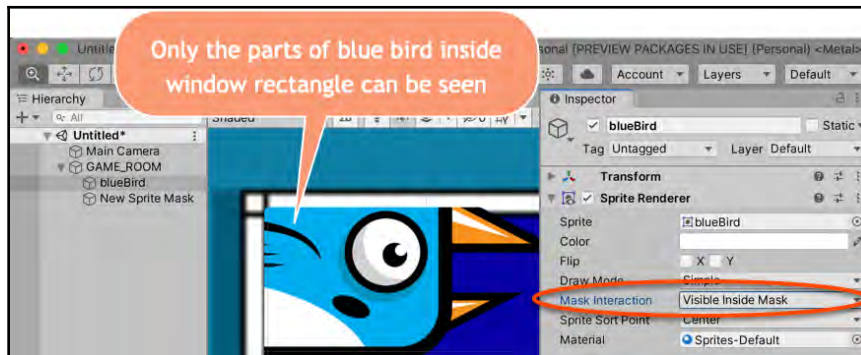 Only the parts of blue bird inside
window rectangle can be seen
Untitle
sonal [PREVIEW PACKAGES IN USE] (Personal) <Metal>
Account
Layers
Default
Hierarchy
All
Shaded
2D
Untitled*
Main Camera
GAME_ROOM
blueBird
New Sprite Mask
Inspector
blueBird
Static
Tag Untagged
Layer Default
Transform
Sprite Renderer
Sprite
blueBird
Color
Flip
X Y
Draw Mode
Simple
Mask Interaction
Visible Inside Mask
Sprite Sort Point
Center
Material
Sprites-Default